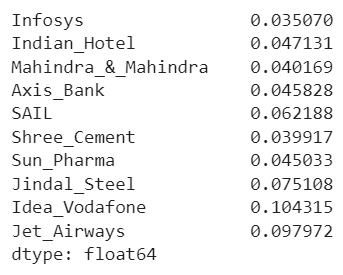 Infosys 0.035070
Indian_Hotel 0.047131
Mahindra_&_Mahindra 0.040169
Axis_Bank 0.045828
SAIL 0.062188
Shree_Cement 0.039917
Sun_Pharma 0.045033
Jindal_Steel 0.075108
Idea_Vodafone 0.104315
Jet_Airways 0.097972
dtype: float64